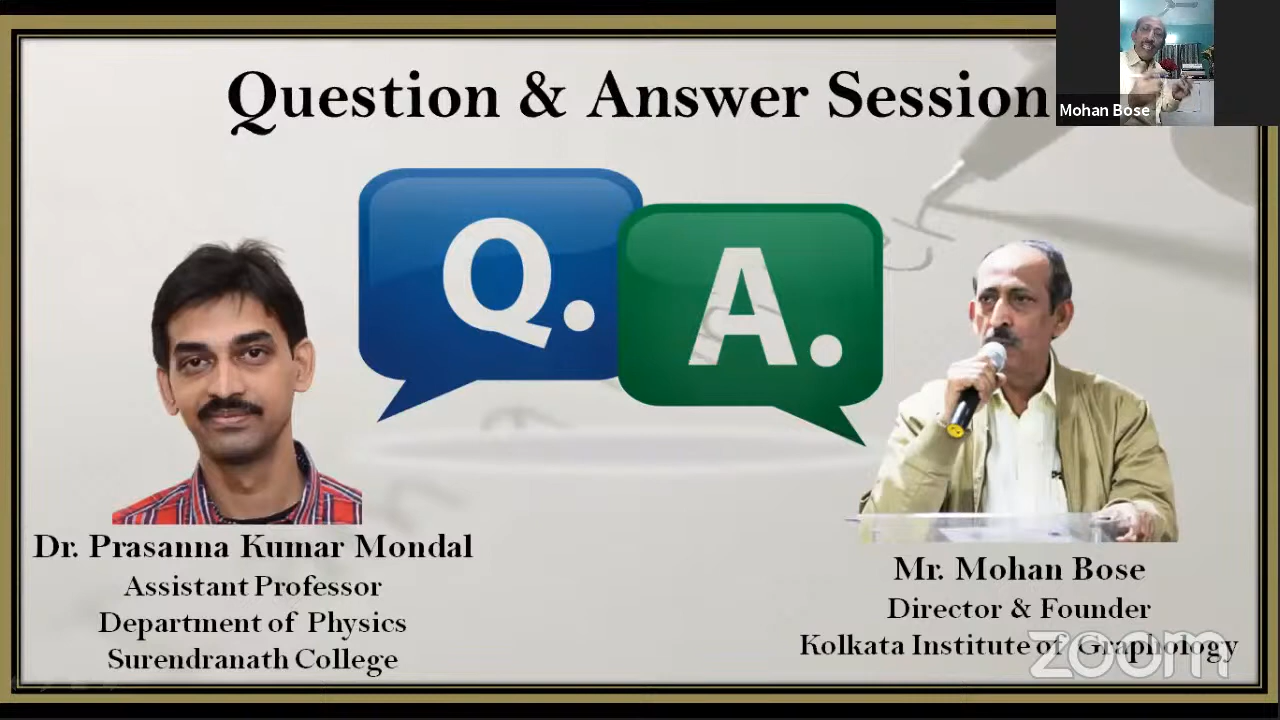 Question & Answer Session
Mohan Bose
Q.
A.
Dr. Prasanna Kumar Mondal
Assistant Professor
Department of Physics
Surendranath College
Mr. Mohan Bose
Director & Founder
Kolkata Institute of Graphology
zoom